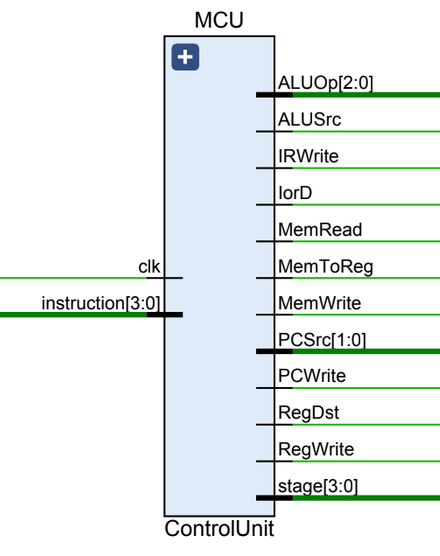 MCU
ALUOp[2:0]
ALUSrc
IRWrite
IorD
MemRead
clk
MemToReg
instruction[3:0]
MemWrite
PCSrc[1:0]
PCWrite
RegDst
RegWrite
stage[3:0]
ControlUnit